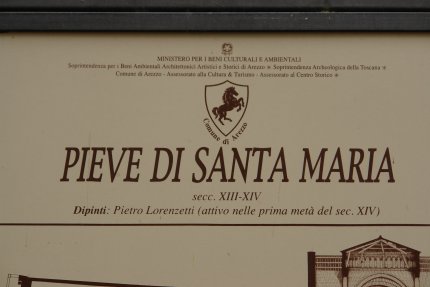 MINISTERO PER I BENI CULTURALI E AMBIENTALI
Soprintendenza per i Beni Ambientali Architettonici Artistici e Storici di Arezzo ∗ Soprintendenza Archeologica della Toscana ∗
Comune di Arezzo - Assessorato alla Cultura & Turismo - Assessorato al Centro Storico ∗
Comune di Arezzo
PIEVE DI SANTA MARIA
secc. XIII-XIV
Dipinti: Pietro Lorenzetti (attivo nelle prima metà del sec. XIV)